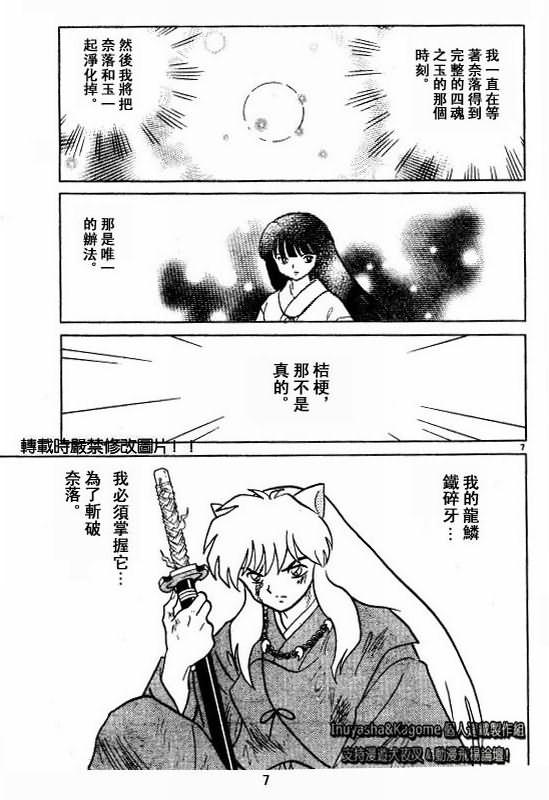 我一直在等
著奈落得到
完整的四魂
之玉的那個
時刻。
然後我將把
奈落和玉一
起淨化掉。
那是唯一
的辦法。
桔梗，
那不是
真的。
7
轉載時嚴禁修改圖片！！
我的龍鱗
鐵碎牙…
我必須掌握它…
為了斬破
奈落。
Inuyasha&Kagome 個人連載製作組
支持漫遊犬夜叉&動漫飛揚論壇!
7